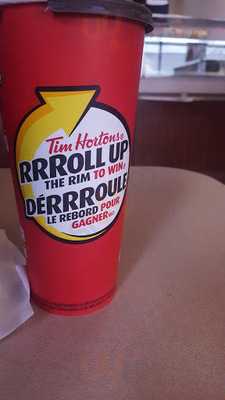 Tim Hortons
RRROLL UP
THE RIM TO WIN
DÉRRROULE
LE REBORD POUR
GAGNER